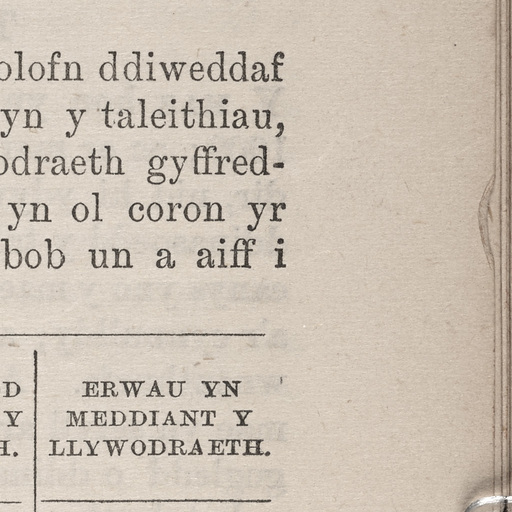 olofn ddiweddaf
yn y taleithiau,
odraeth gyffred-
yn ol coron yr
bob un a aiff i
D
Y
H.
ERWAU YN
MEDDIANT Y
LLYWODRAETH.